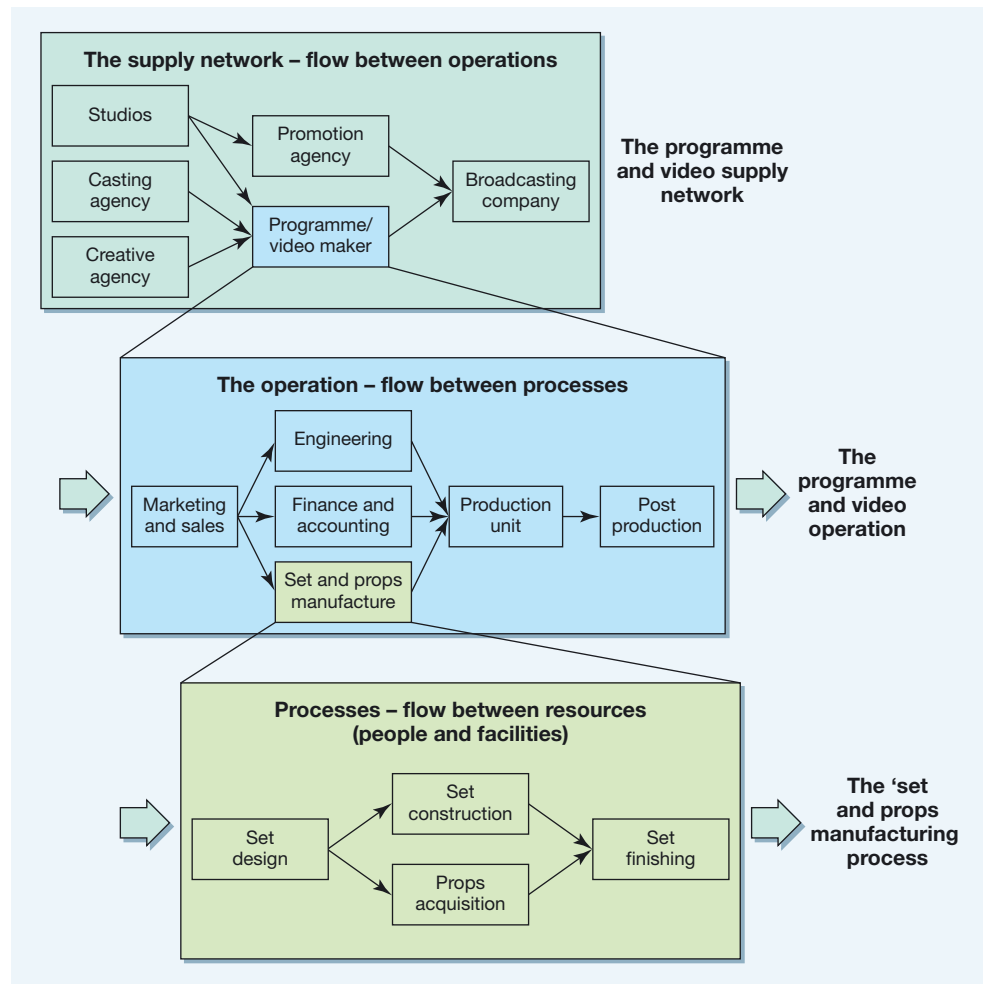 The supply network – flow between operations
Studios
Promotion
agency
Casting
agency
Broadcasting
company
Programme/
video maker
Creative
agency
The programme
and video supply
network
The operation – flow between processes
Engineering
Marketing
and sales
Finance and
accounting
Production
unit
Post
production
Set and props
manufacture
The
programme
and video
operation
Processes – flow between resources
(people and facilities)
Set
construction
Set
design
Set
finishing
Props
acquisition
The ‘set
and props
manufacturing
process